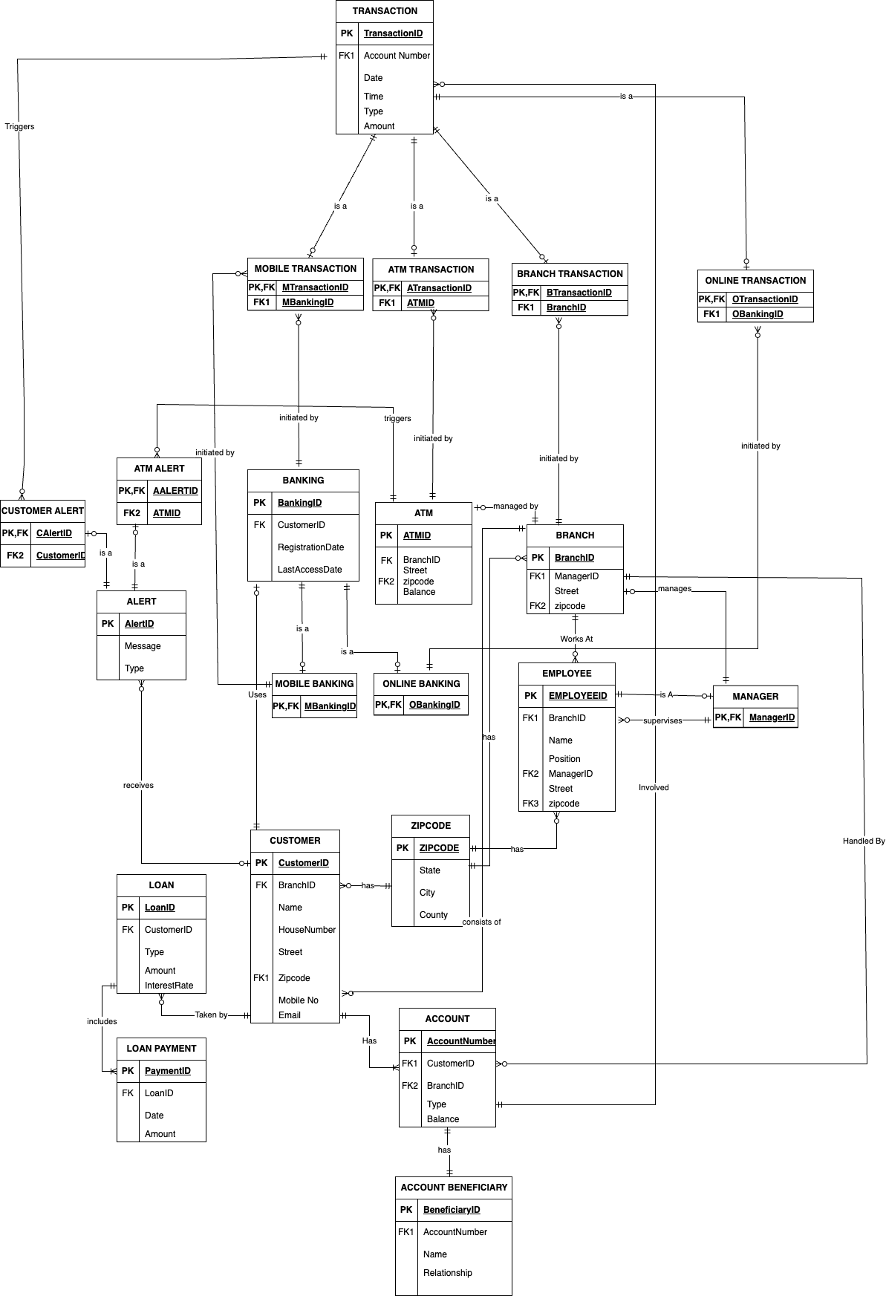 TRANSACTION
PK TransactionID
FK1 Account Number
Date
Time
Type
Amount
Triggers
is a
is a
is a
is a
MOBILE TRANSACTION
PK,FK MTransactionID
FK1 MBankingID
ATM TRANSACTION
PK,FK ATransactionID
FK1 ATMID
BRANCH TRANSACTION
PK,FK BTransactionID
FK1 BranchID
ONLINE TRANSACTION
PK,FK OTransactionID
FK1 OBankingID
initiated by
triggers
initiated by
initiated by
initiated by
initiated by
ATM ALERT
PK,FK AALERTID
FK2 ATMID
CUSTOMER ALERT
PK,FK CAlertID
FK2 CustomerID
is a
is a
ALERT
PK AlertID
Message
Type
BANKING
PK BankingID
FK CustomerID
RegistrationDate
LastAccessDate
ATM
PK ATMID
FK BranchID
Street
FK2 zipcode
Balance
managed by
BRANCH
PK BranchID
FK1 ManagerID
Street
FK2 zipcode
manages
Works At
is a
is a
MOBILE BANKING
PK,FK MBankingID
ONLINE BANKING
PK,FK OBankingID
Uses
EMPLOYEE
PK EMPLOYEEID
FK1 BranchID
Name
Position
FK2 ManagerID
Street
FK3 zipcode
is A
supervises
MANAGER
PK,FK ManagerID
has
receives
Involved
Handled By
ZIPCODE
PK ZIPCODE
State
City
County
has
has
consists of
CUSTOMER
PK CustomerID
FK BranchID
Name
HouseNumber
Street
FK1 Zipcode
Mobile No
Email
LOAN
PK LoanID
FK CustomerID
Type
Amount
InterestRate
Taken by
includes
LOAN PAYMENT
PK PaymentID
FK LoanID
Date
Amount
Has
ACCOUNT
PK AccountNumber
FK1 CustomerID
FK2 BranchID
Type
Balance
has
ACCOUNT BENEFICIARY
PK BeneficiaryID
FK1 AccountNumber
Name
Relationship